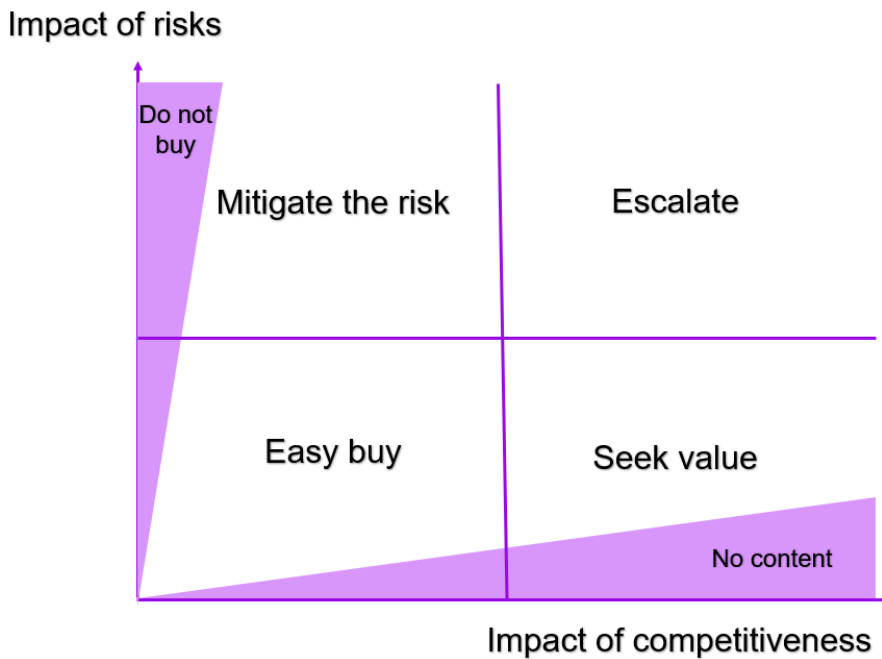 Impact of risks
Do not
buy
Mitigate the risk
Escalate
Easy buy
Seek value
No content
Impact of competitiveness